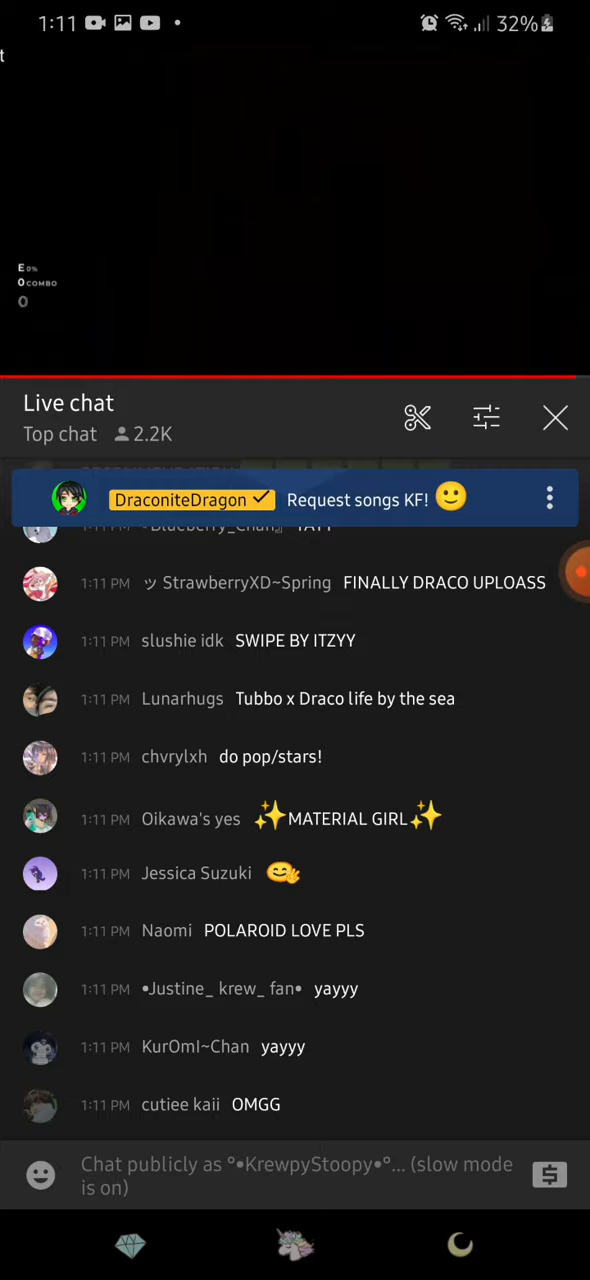 1:11
32%
t
E 0%
0 COMBO
0
Live chat
Top chat 2.2K
DraconiteDragon Request songs KF! 🙂
1:11 PM ツ StrawberryXD~Spring FINALLY DRACO UPLOASS
1:11 PM slushie idk SWIPE BY ITZYY
1:11 PM Lunarhugs Tubbo x Draco life by the sea
1:11 PM chvrylxh do pop/stars!
1:11 PM Oikawa's yes ✨MATERIAL GIRL✨
1:11 PM Jessica Suzuki
1:11 PM Naomi POLAROID LOVE PLS
1:11 PM •Justine_ krew_ fan• yayyy
1:11 PM KurOmI~Chan yayyy
1:11 PM cutiee kaii OMGG
Chat publicly as °•KrewpyStoopy•°... (slow mode
is on)